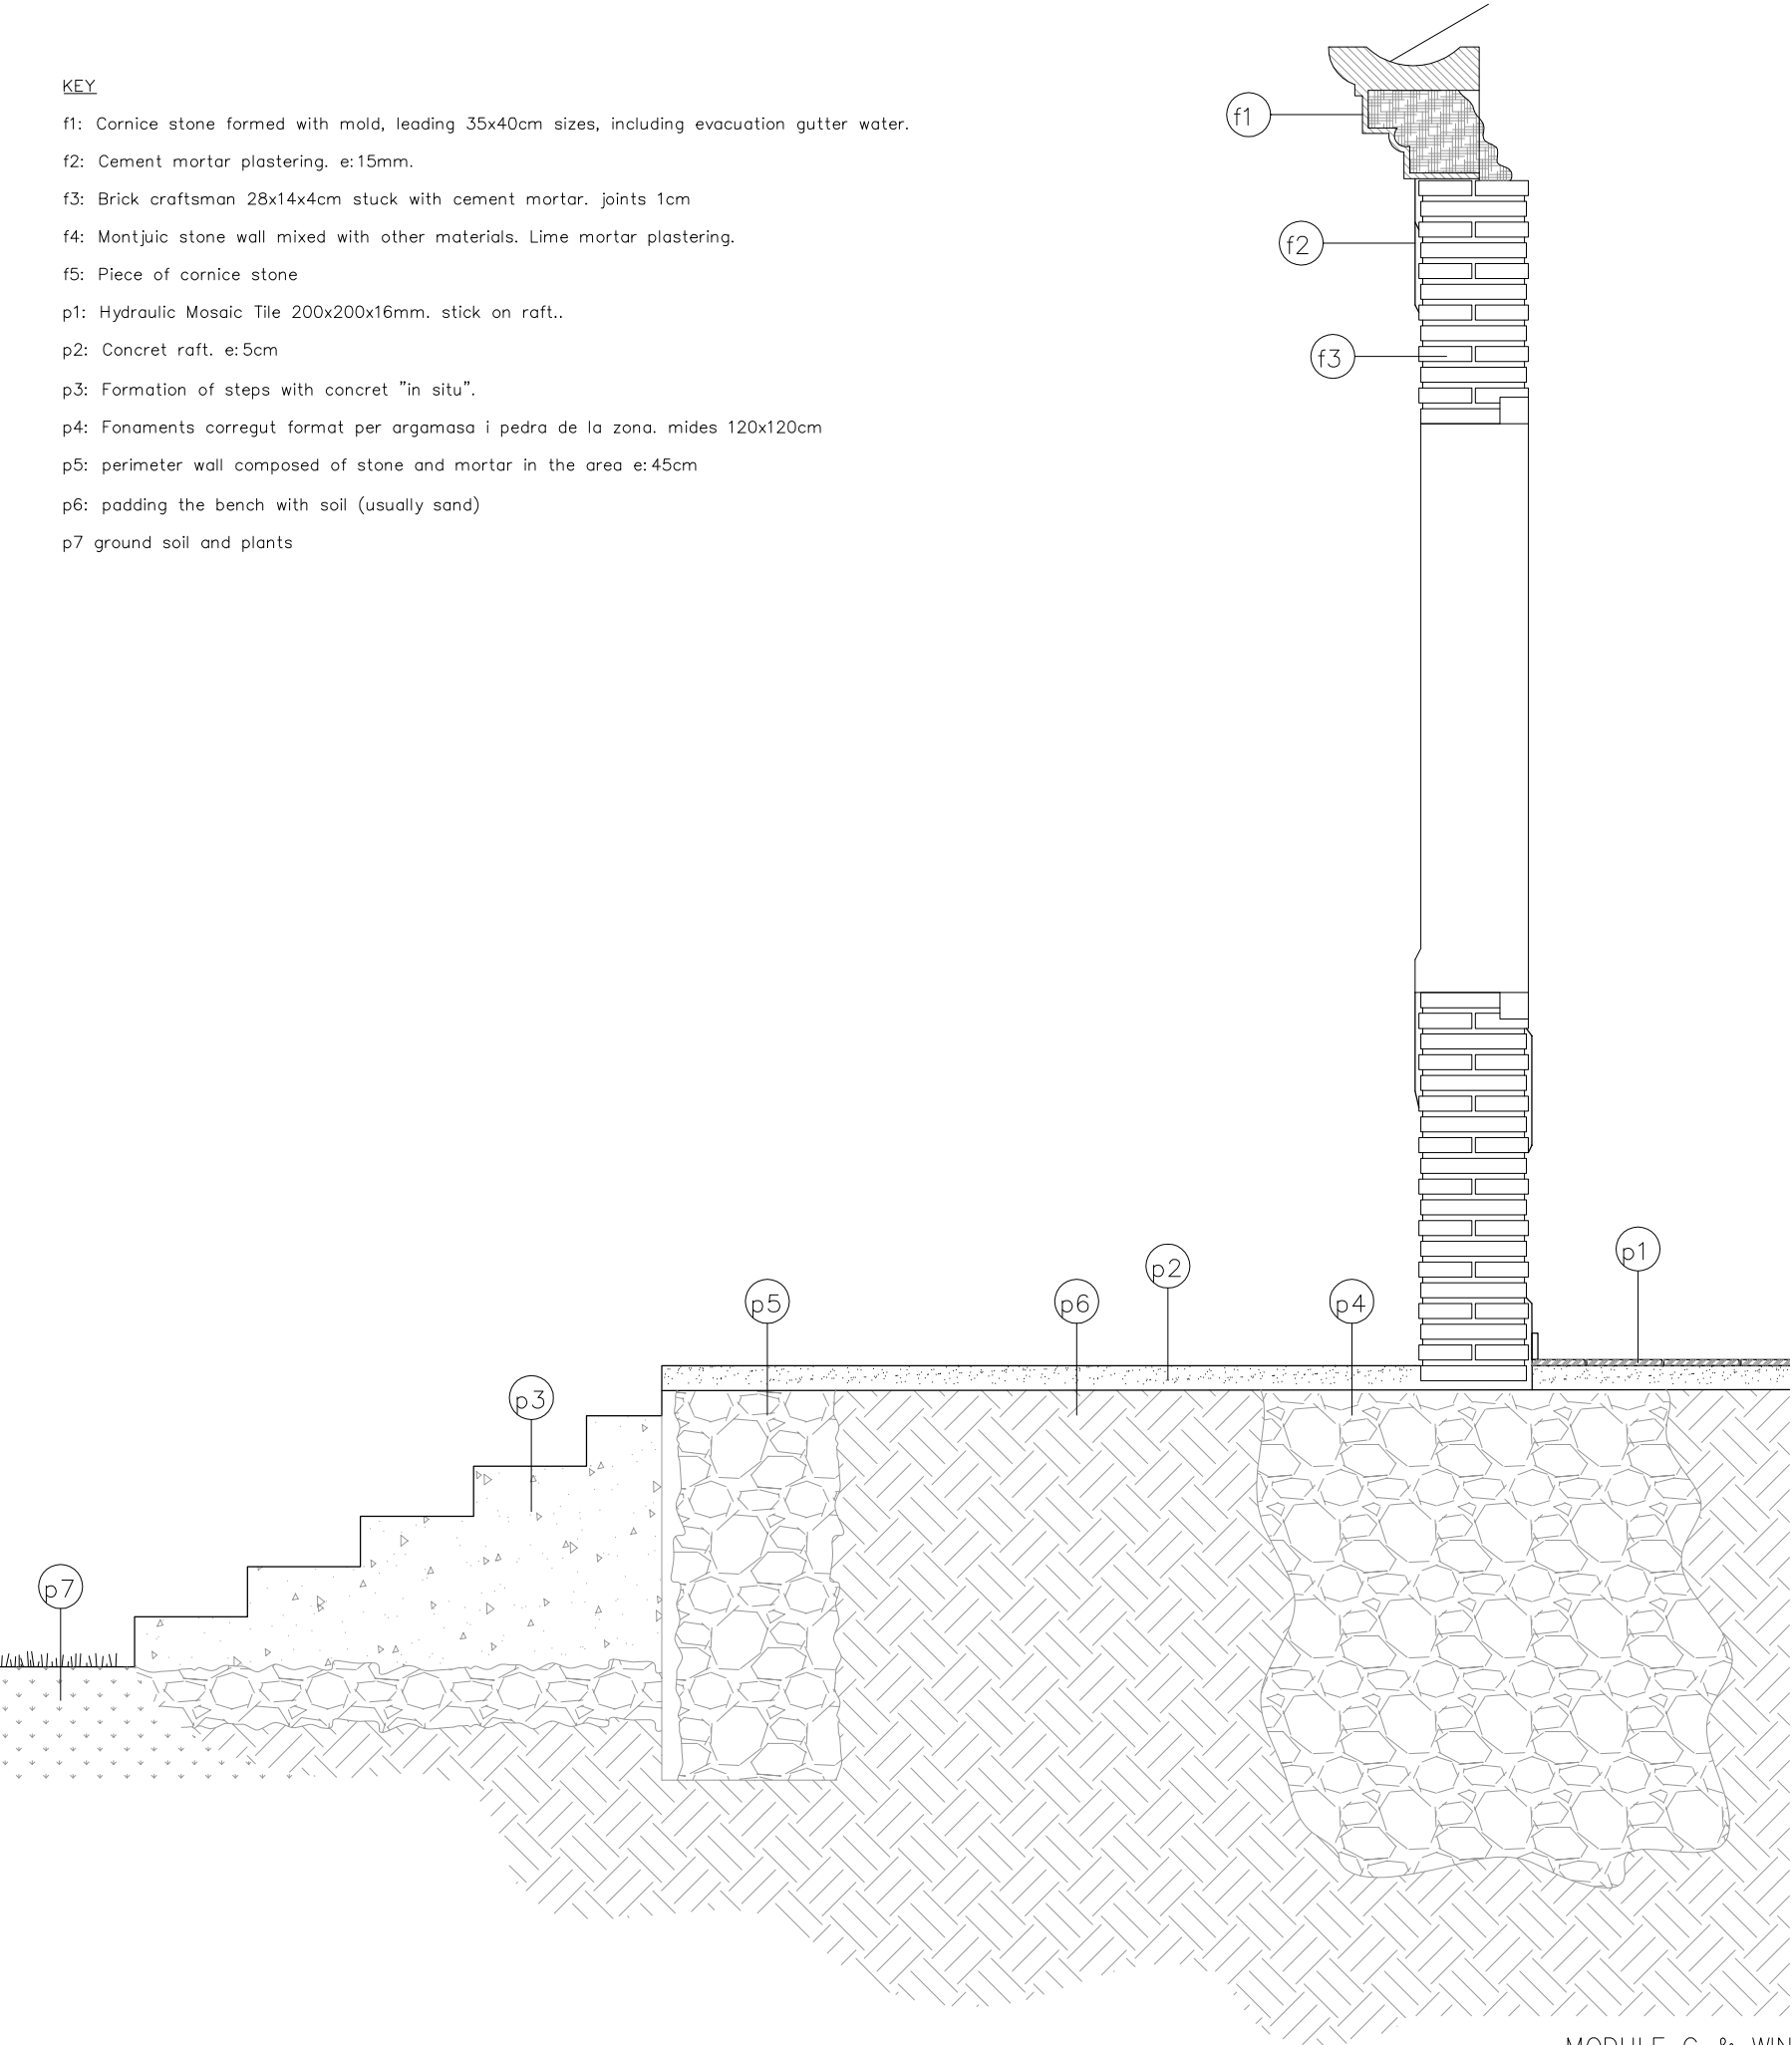 KEY
f1: Cornice stone formed with mold, leading 35x40cm sizes, including evacuation gutter water.
f2: Cement mortar plastering. e:15mm.
f3: Brick craftsman 28x14x4cm stuck with cement mortar. joints 1cm
f4: Montjuic stone wall mixed with other materials. Lime mortar plastering.
f5: Piece of cornice stone
p1: Hydraulic Mosaic Tile 200x200x16mm. stick on raft..
p2: Concret raft. e:5cm
p3: Formation of steps with concret "in situ".
p4: Fonaments corregut format per argamasa i pedra de la zona. mides 120x120cm
p5: perimeter wall composed of stone and mortar in the area e:45cm
p6: padding the bench with soil (usually sand)
p7 ground soil and plants
f1
f2
f3
p1
p2
p5
p6
p4
p3
p7
MODULE